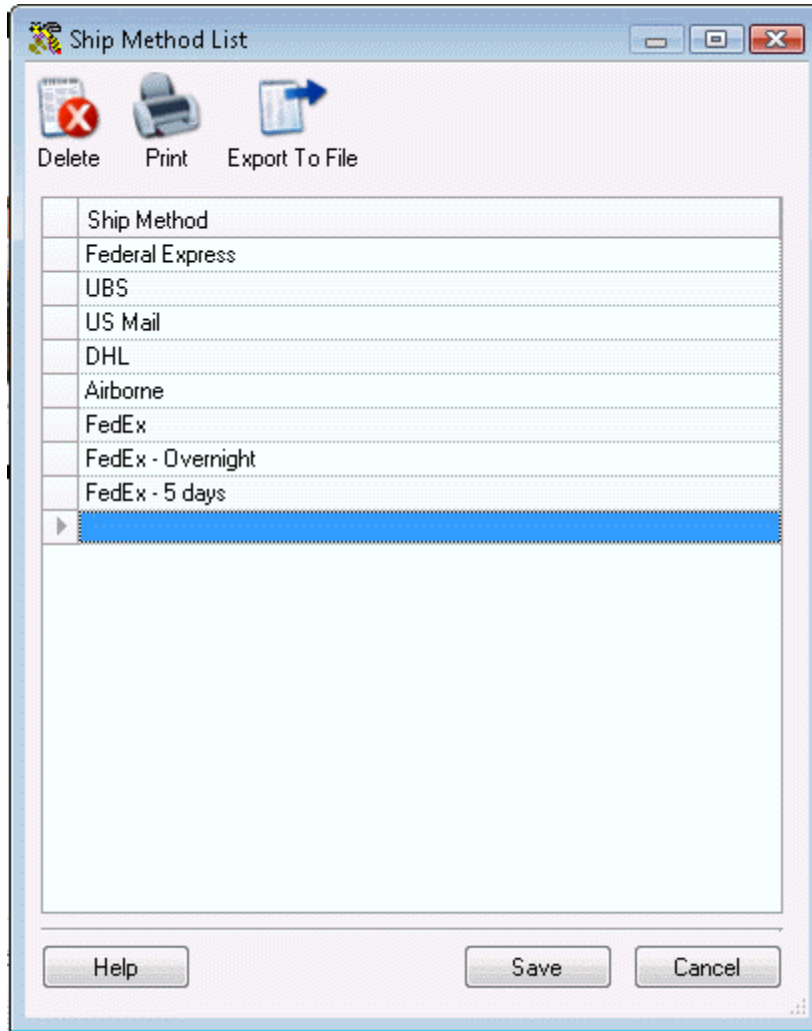 Ship Method List
Delete Print Export To File
Ship Method
Federal Express
UBS
US Mail
DHL
Airborne
FedEx
FedEx - Overnight
FedEx - 5 days
Help Save Cancel